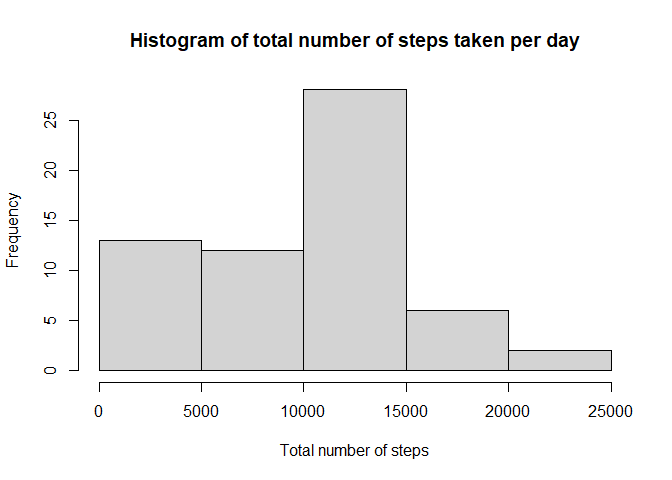 Histogram of total number of steps taken per day
Frequency
25
20
15
10
5
0
0 5000 10000 15000 20000 25000
Total number of steps